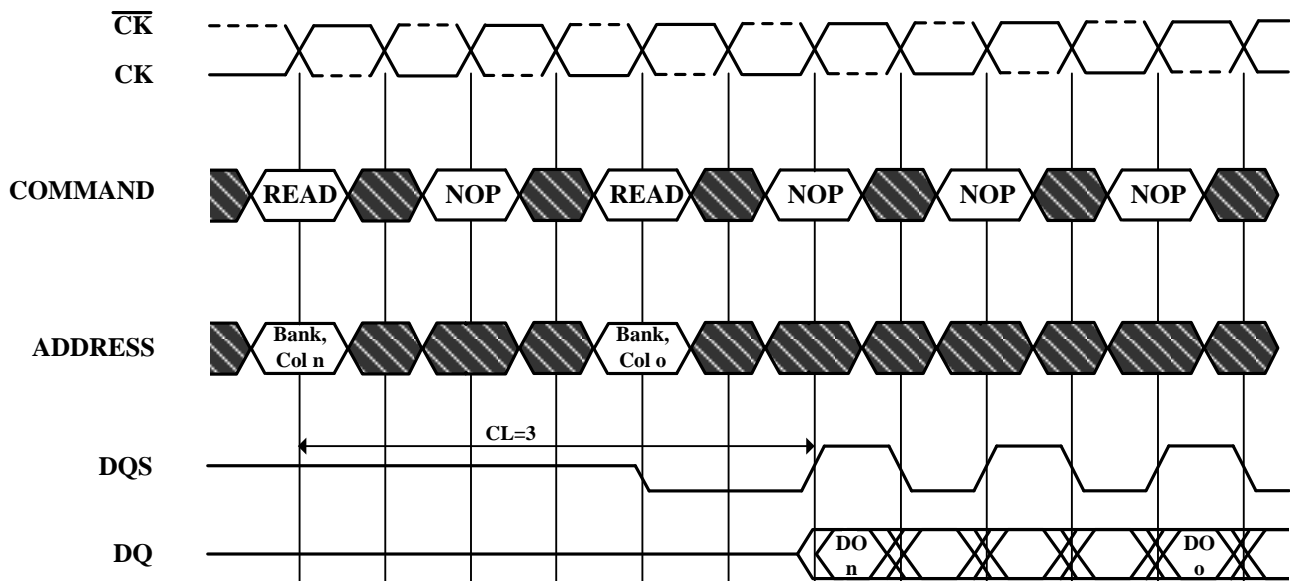 CK
CK
COMMAND
READ
NOP
READ
NOP
NOP
NOP
ADDRESS
Bank,
Col n
Bank,
Col o
CL=3
DQS
DQ
DO
n
DO
o